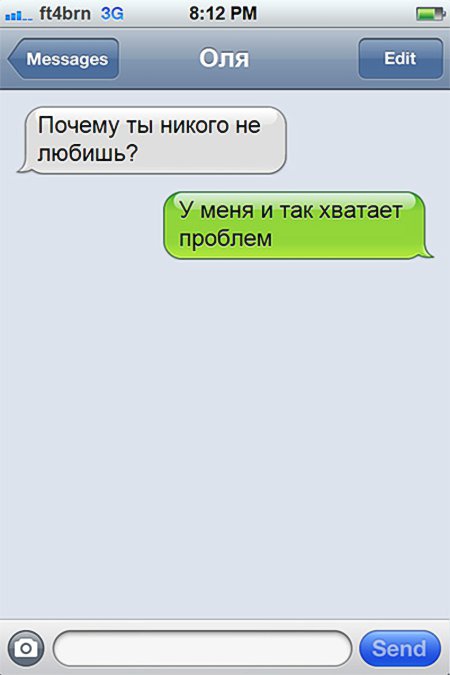 ft4brn 3G 8:12 PM
Messages Оля Edit
Почему ты никого не
любишь?
У меня и так хватает
проблем
Send